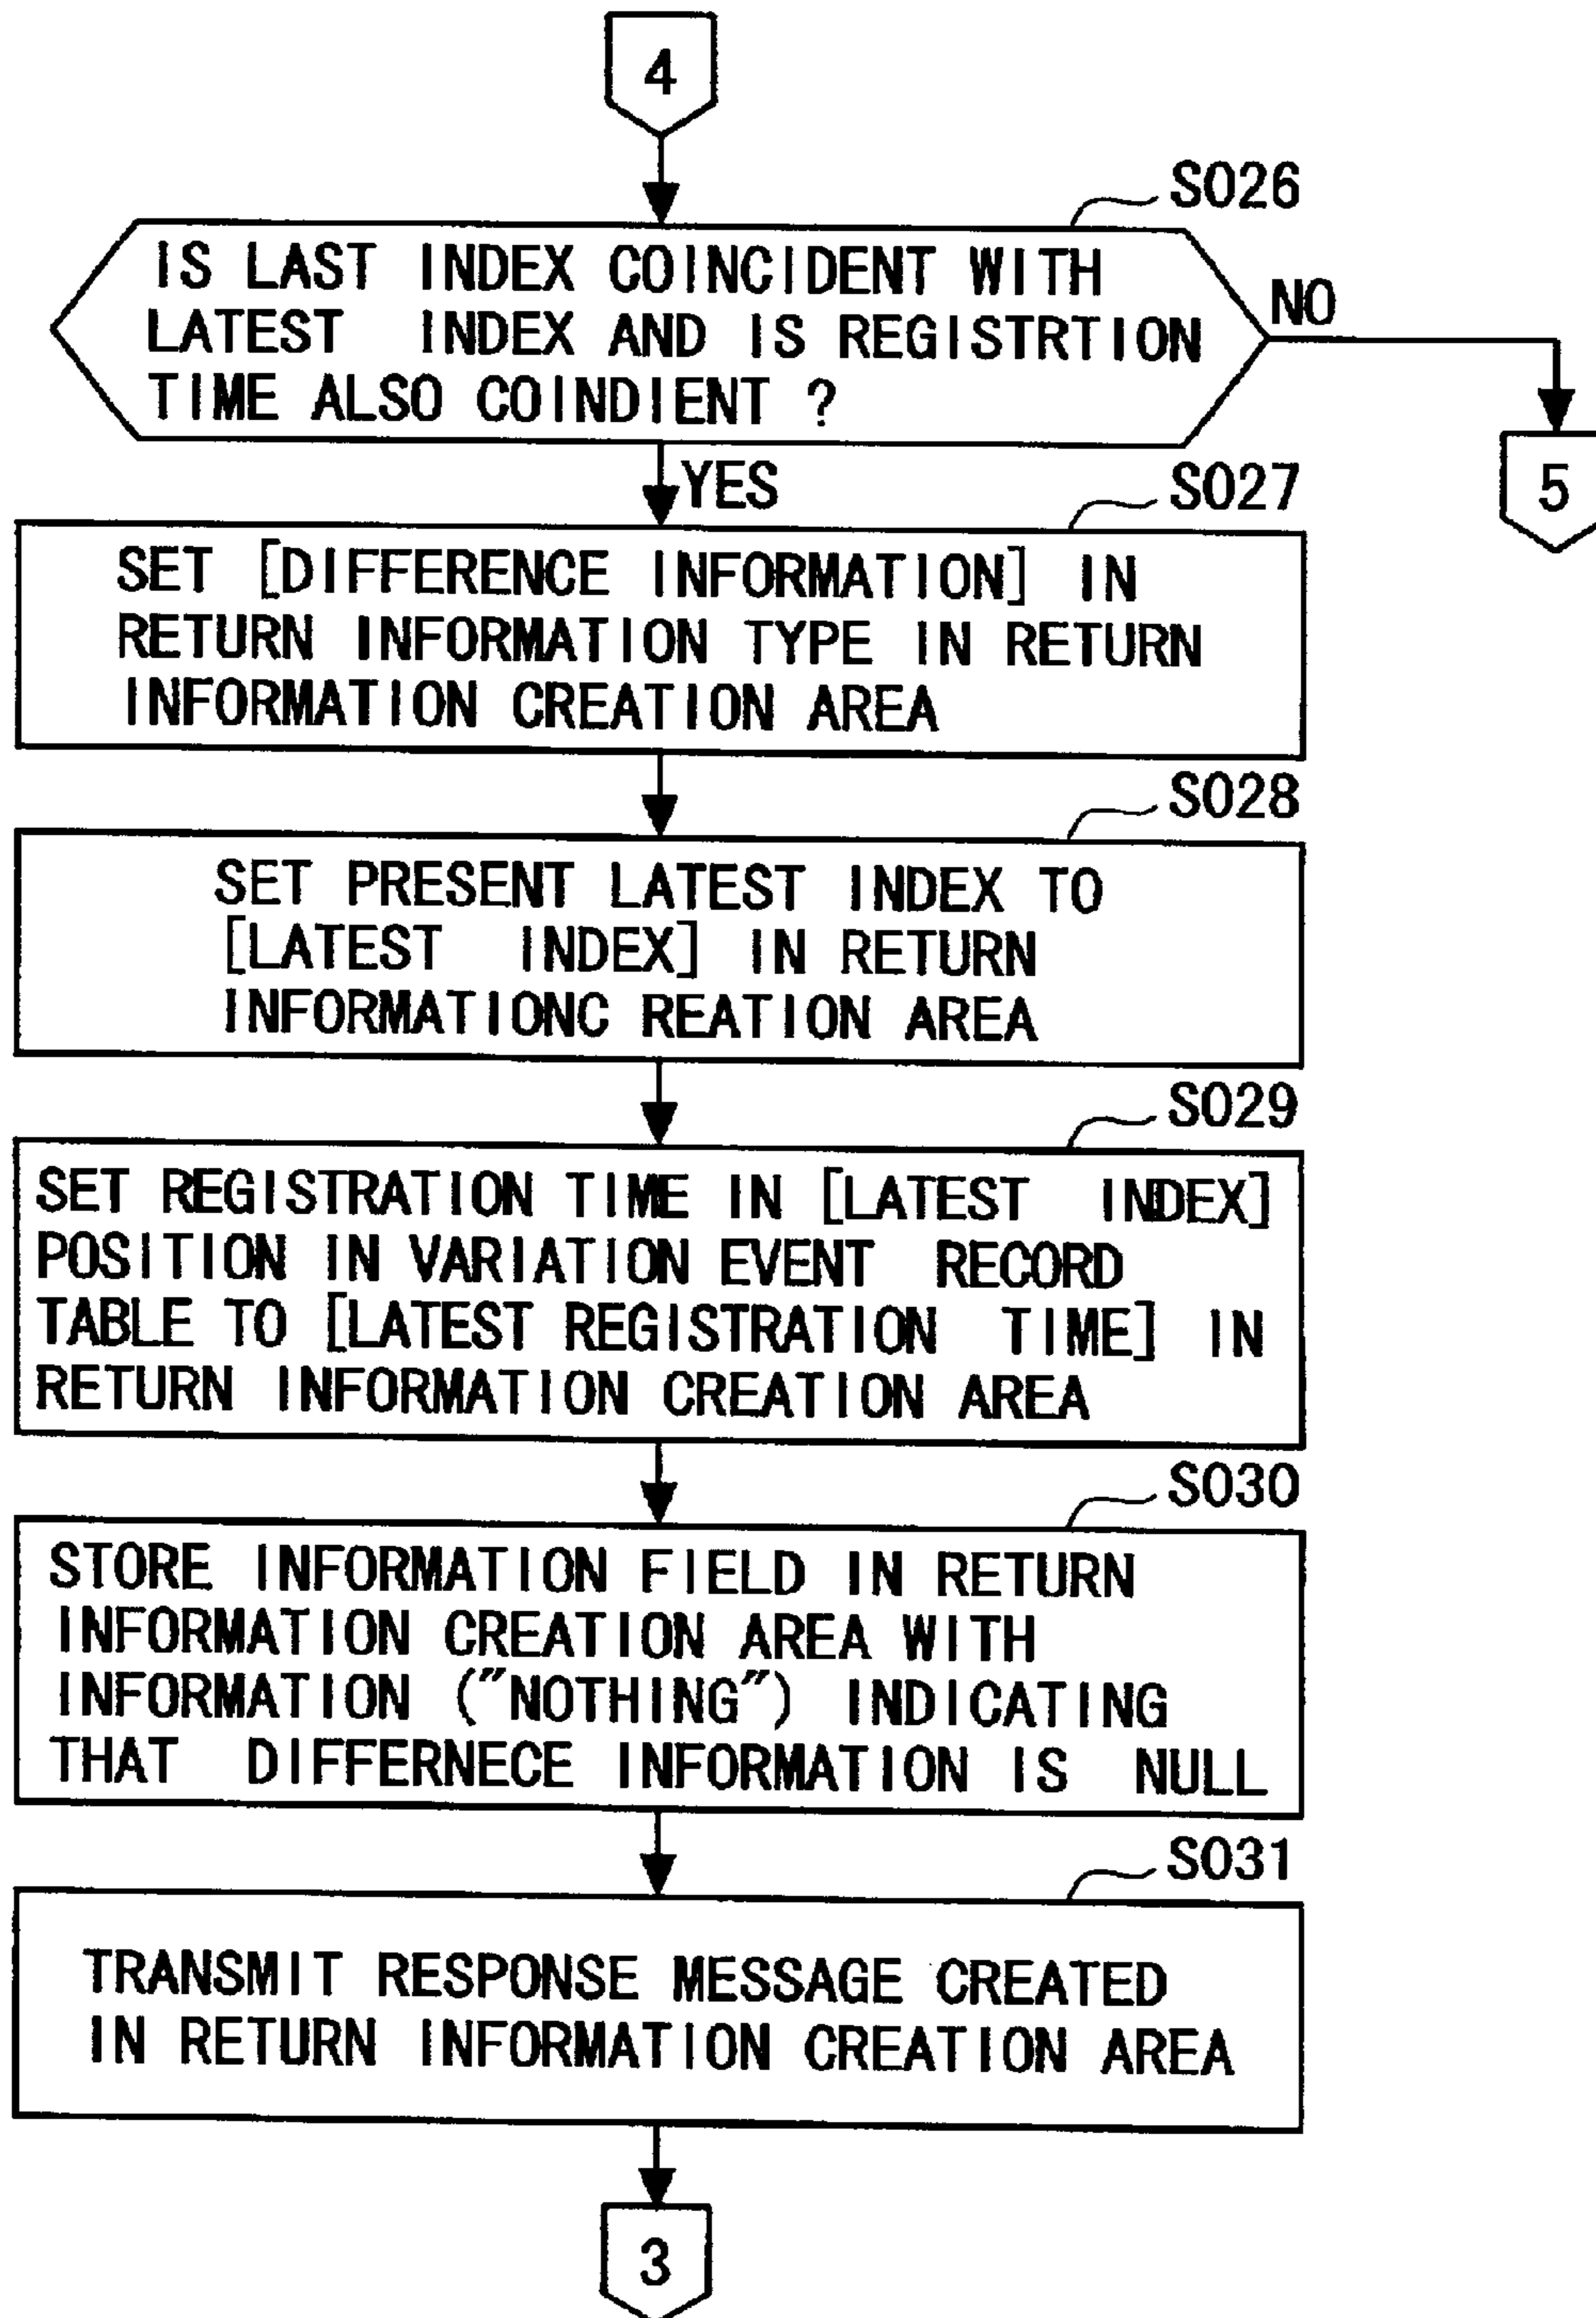 4
S026
IS LAST INDEX COINCIDENT WITH
LATEST INDEX AND IS REGISTRTION
TIME ALSO COINDIENT ?
NO
5
YES
S027
SET [DIFFERENCE INFORMATION] IN
RETURN INFORMATION TYPE IN RETURN
INFORMATION CREATION AREA
S028
SET PRESENT LATEST INDEX TO
[LATEST INDEX] IN RETURN
INFORMATIONC REATION AREA
S029
SET REGISTRATION TIME IN [LATEST INDEX]
POSITION IN VARIATION EVENT RECORD
TABLE TO [LATEST REGISTRATION TIME] IN
RETURN INFORMATION CREATION AREA
S030
STORE INFORMATION FIELD IN RETURN
INFORMATION CREATION AREA WITH
INFORMATION ("NOTHING") INDICATING
THAT DIFFERNECE INFORMATION IS NULL
S031
TRANSMIT RESPONSE MESSAGE CREATED
IN RETURN INFORMATION CREATION AREA
3